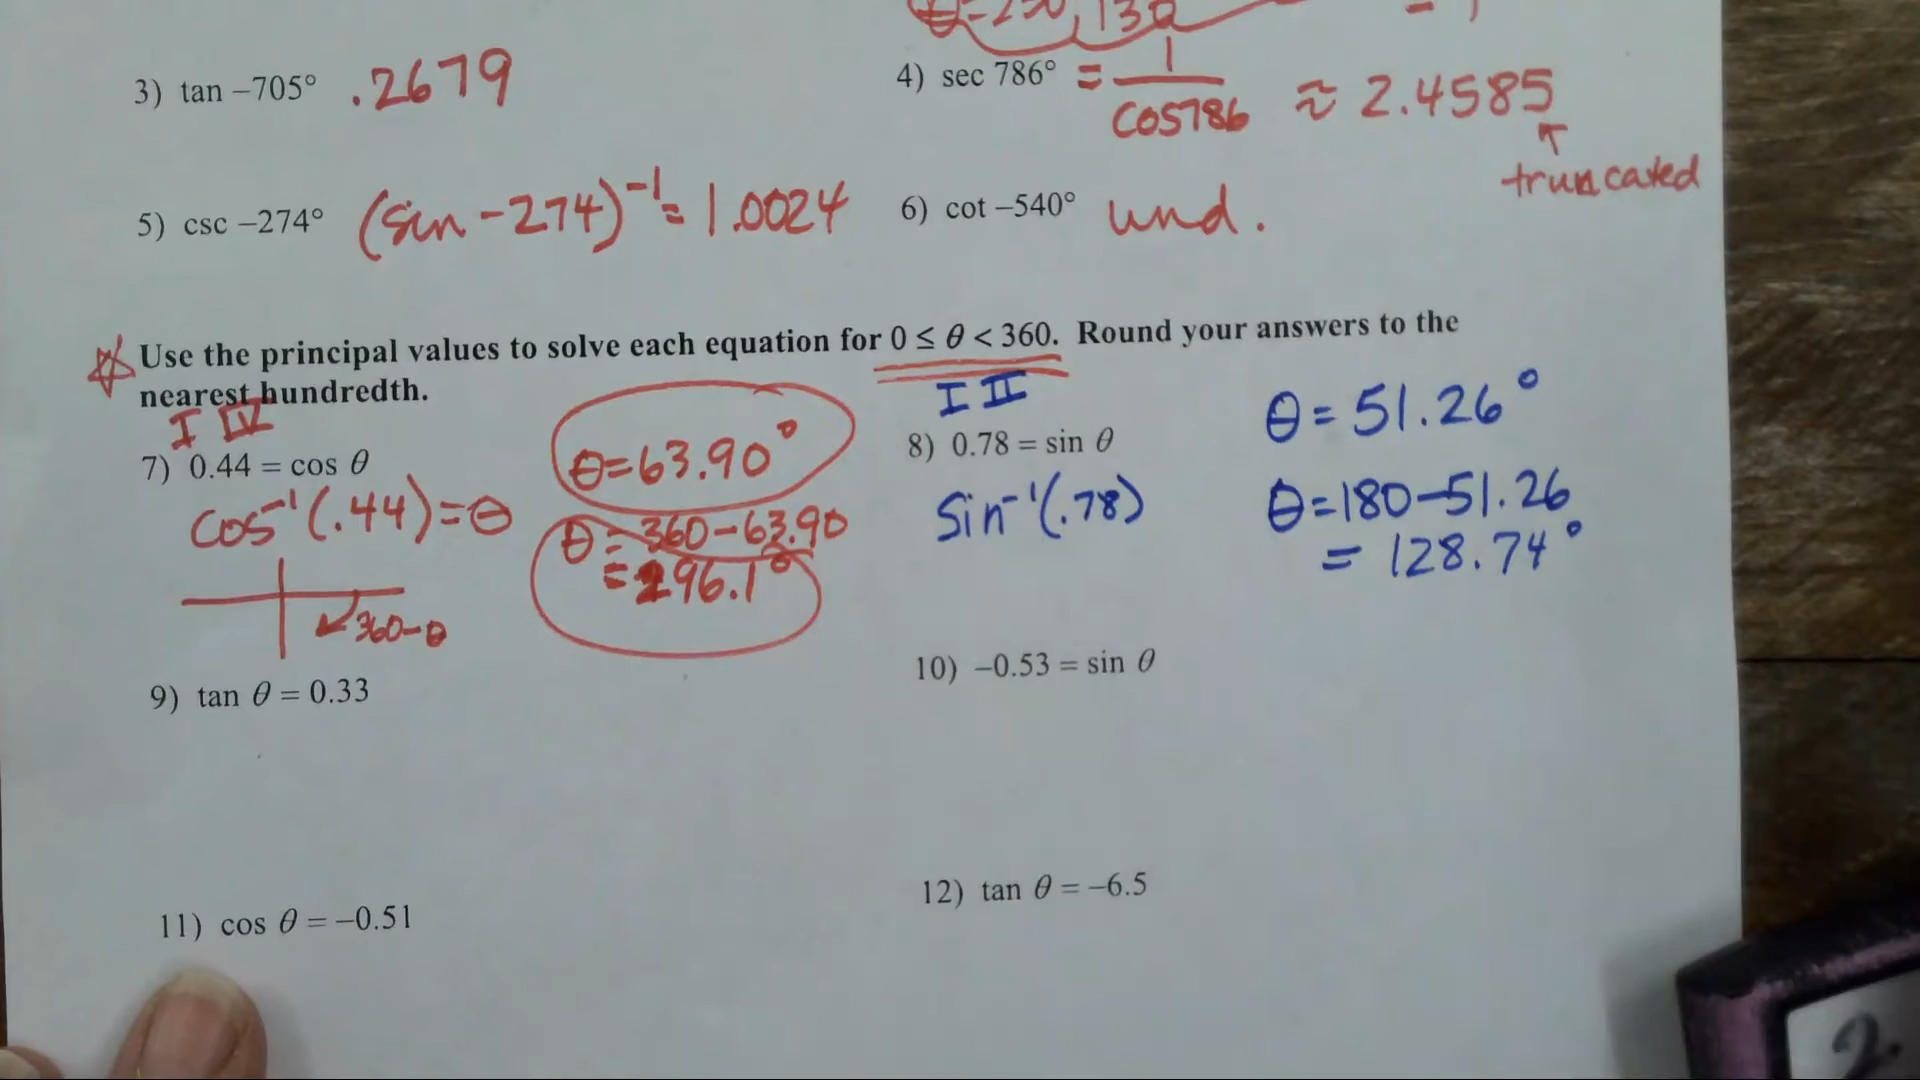 θ=230, 130
3) tan −705° .2679
4) sec 786° = 1/cos786 ≈ 2.4585
↑
truncated
5) csc −274° (sin −274)⁻¹ = 1.0024
6) cot −540° und.
☆ Use the principal values to solve each equation for 0 ≤ θ < 360. Round your answers to the
nearest hundredth.
I IV
7) 0.44 = cos θ
cos⁻¹(.44)=θ
360−θ
θ=63.90°
θ=360−63.90
=296.1°
I II
8) 0.78 = sin θ
Sin⁻¹(.78)
θ = 51.26°
θ=180−51.26
= 128.74°
9) tan θ = 0.33
10) −0.53 = sin θ
11) cos θ = −0.51
12) tan θ = −6.5
2.